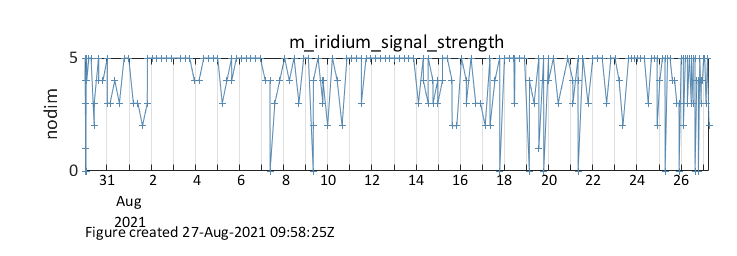 m_iridium_signal_strength
5
nodim
0
31 2 4 6 8 10 12 14 16 18 20 22 24 26
Aug
2021
Figure created 27-Aug-2021 09:58:25Z